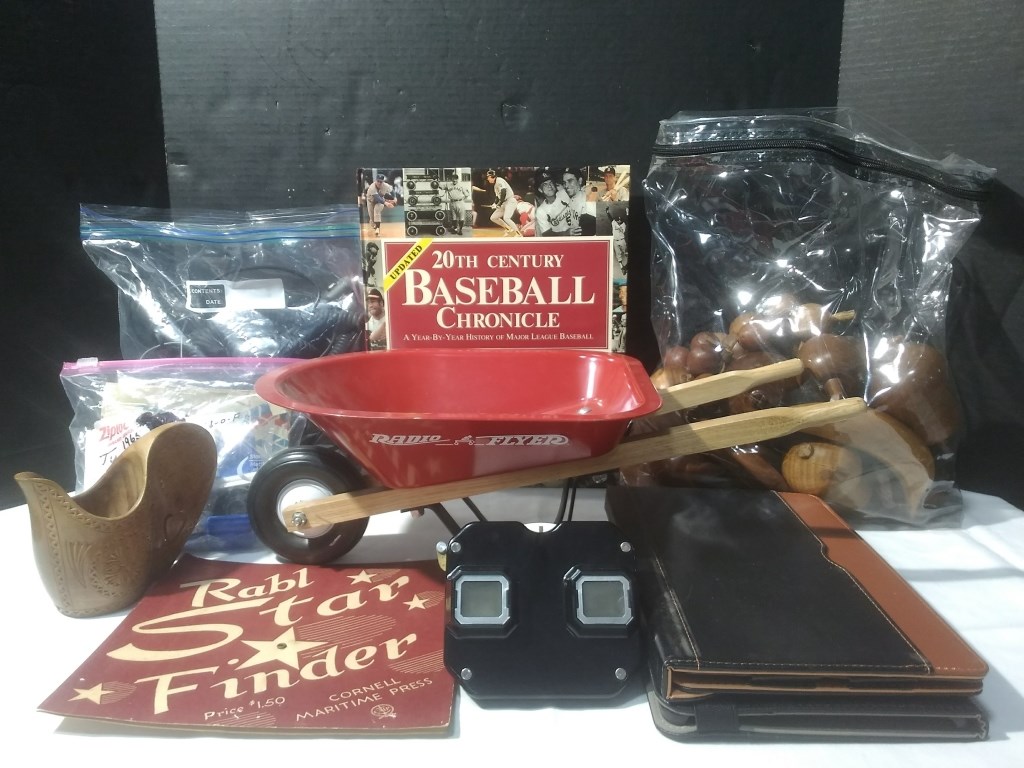 UPDATED
20TH CENTURY
BASEBALL
CHRONICLE
A YEAR-BY-YEAR HISTORY OF MAJOR LEAGUE BASEBALL
CONTENTS:
DATE:
Ziploc
1965
RADIO FLYER
Rabl
Star
Finder
Price $1.50
CORNELL
MARITIME PRESS